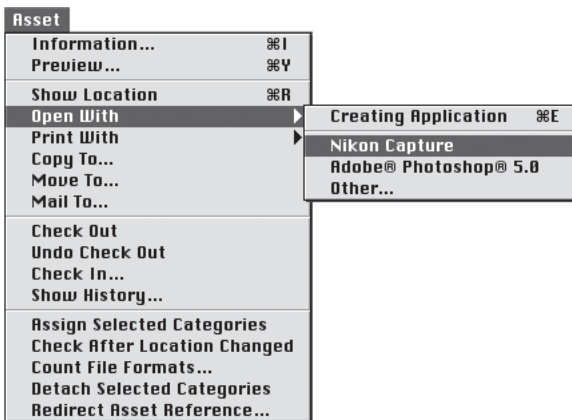 Asset
Information... ⌘I
Preview... ⌘Y
Show Location ⌘R
Open With
Print With
Copy To...
Move To...
Mail To...
Check Out
Undo Check Out
Check In...
Show History...
Assign Selected Categories
Check After Location Changed
Count File Formats...
Detach Selected Categories
Redirect Asset Reference...
Creating Application ⌘E
Nikon Capture
Adobe® Photoshop® 5.0
Other...